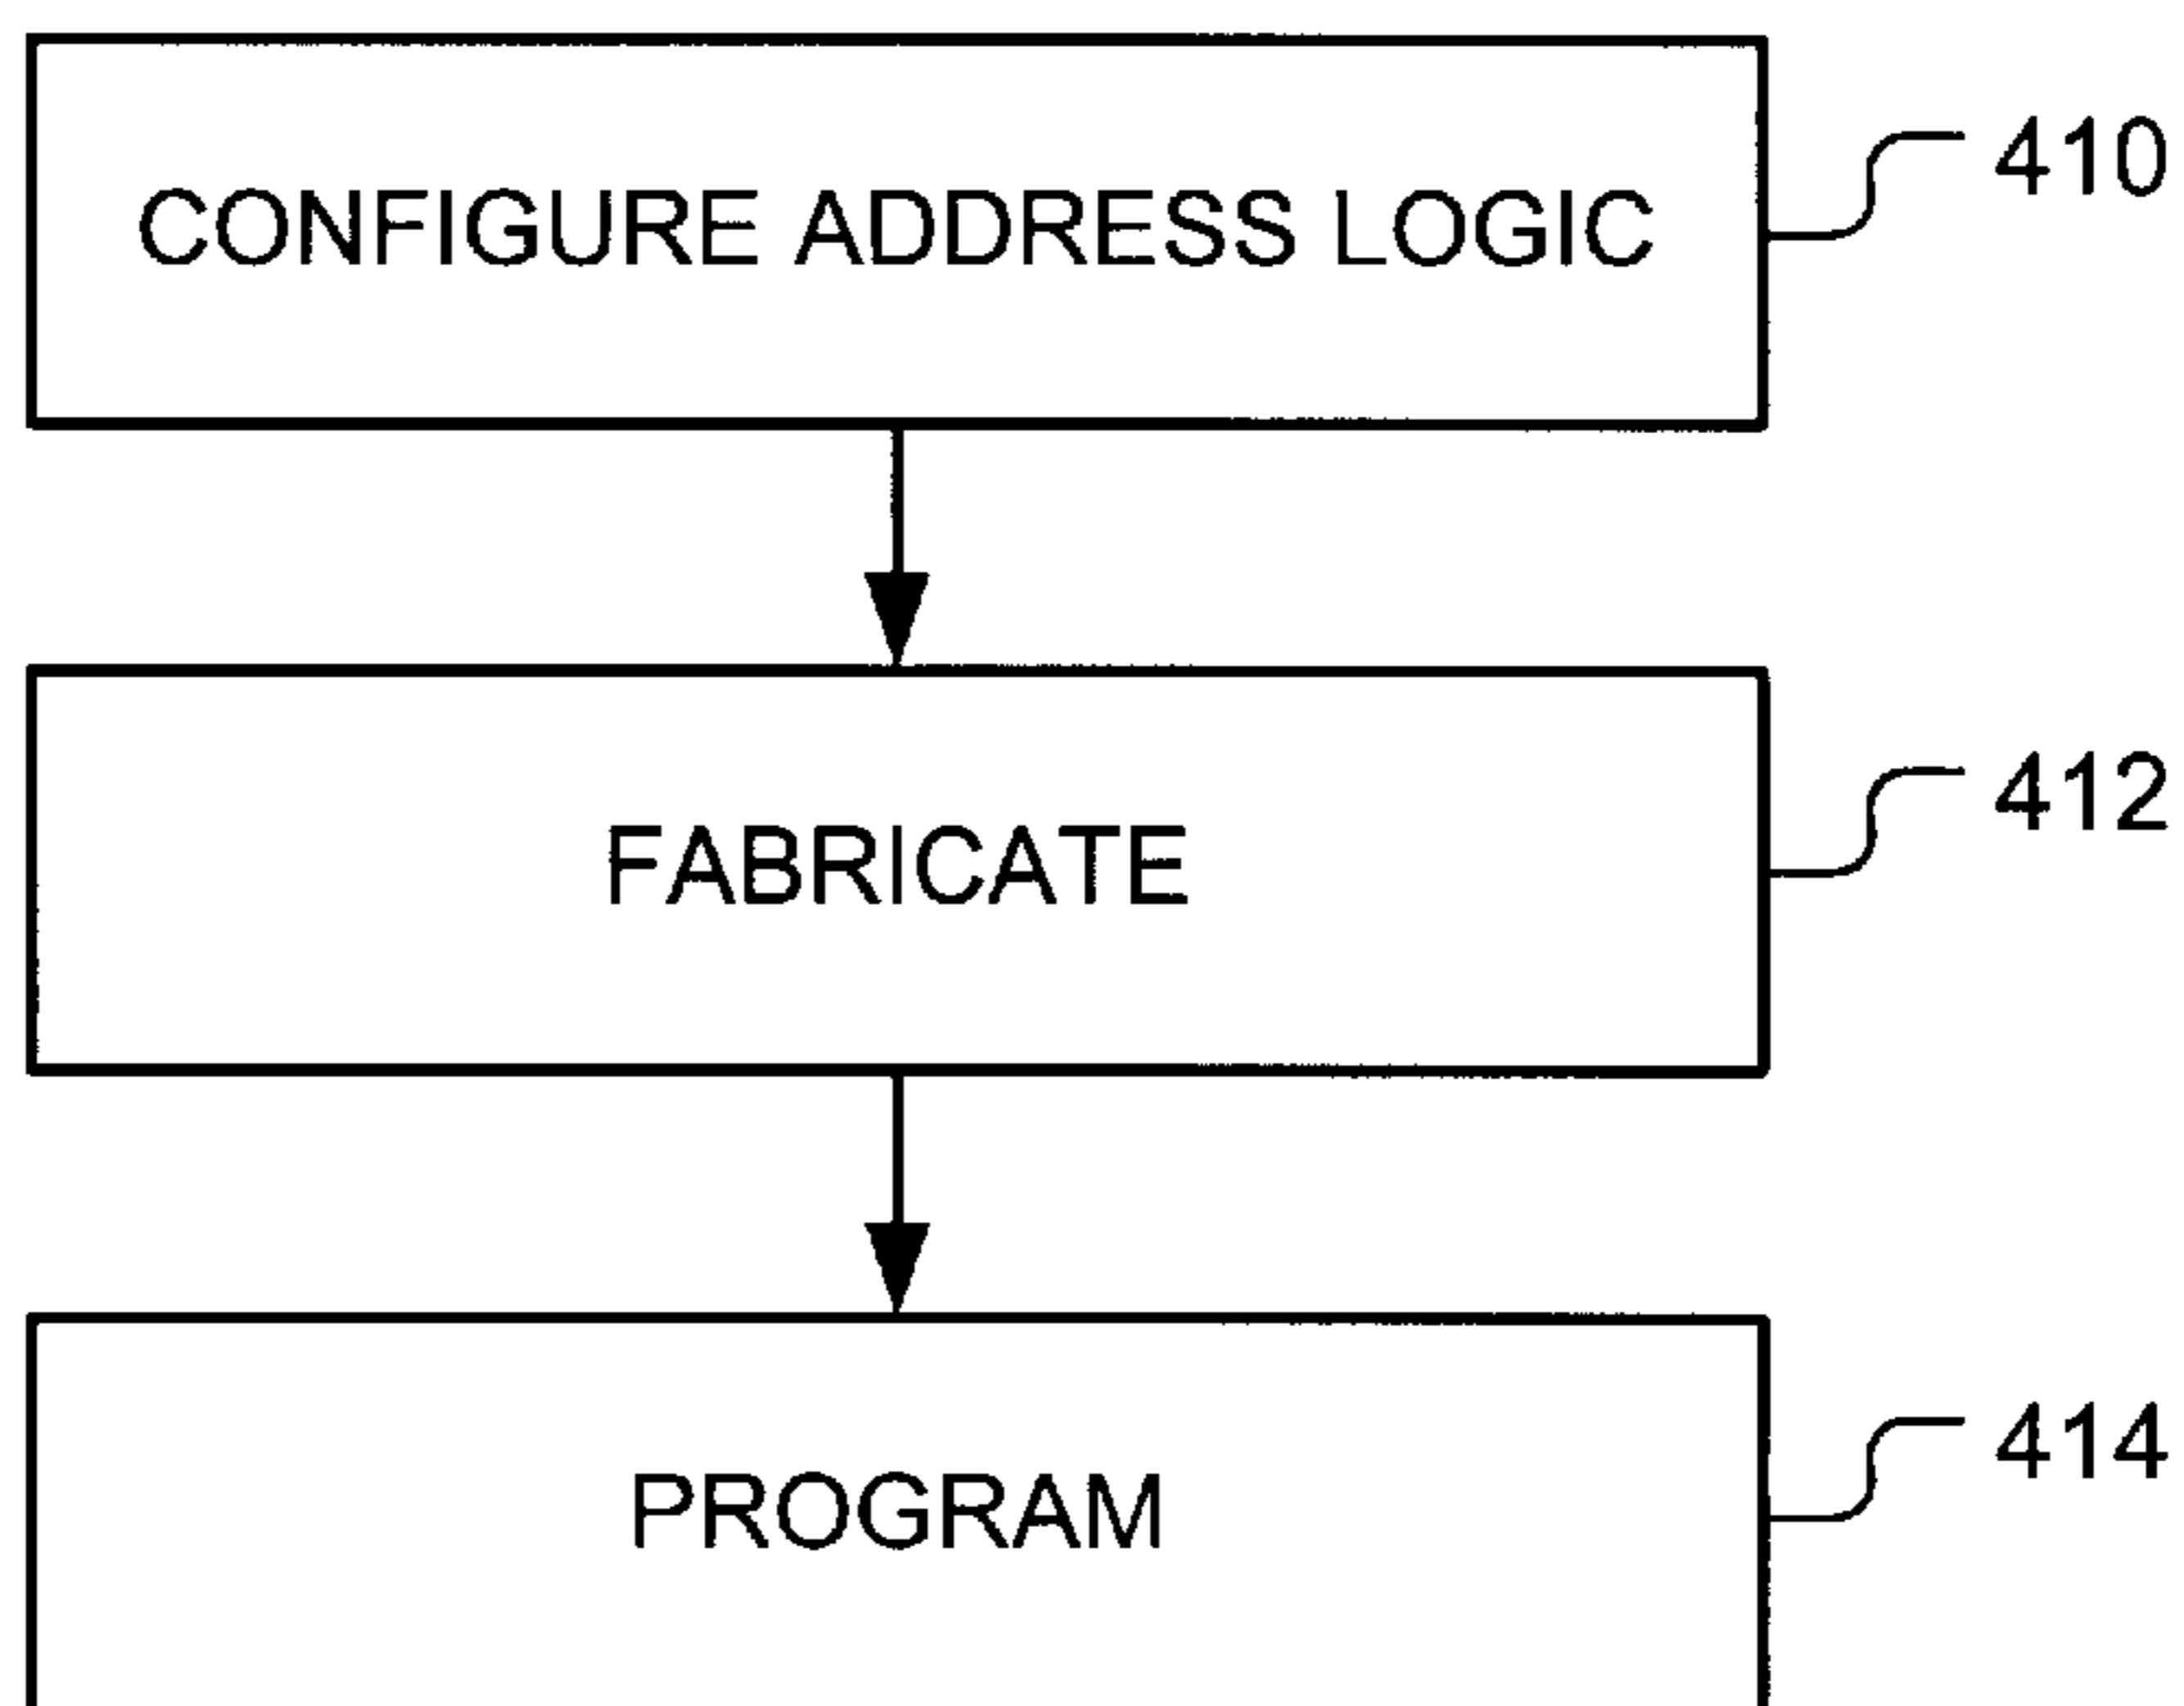 CONFIGURE ADDRESS LOGIC
410
FABRICATE
412
PROGRAM
414